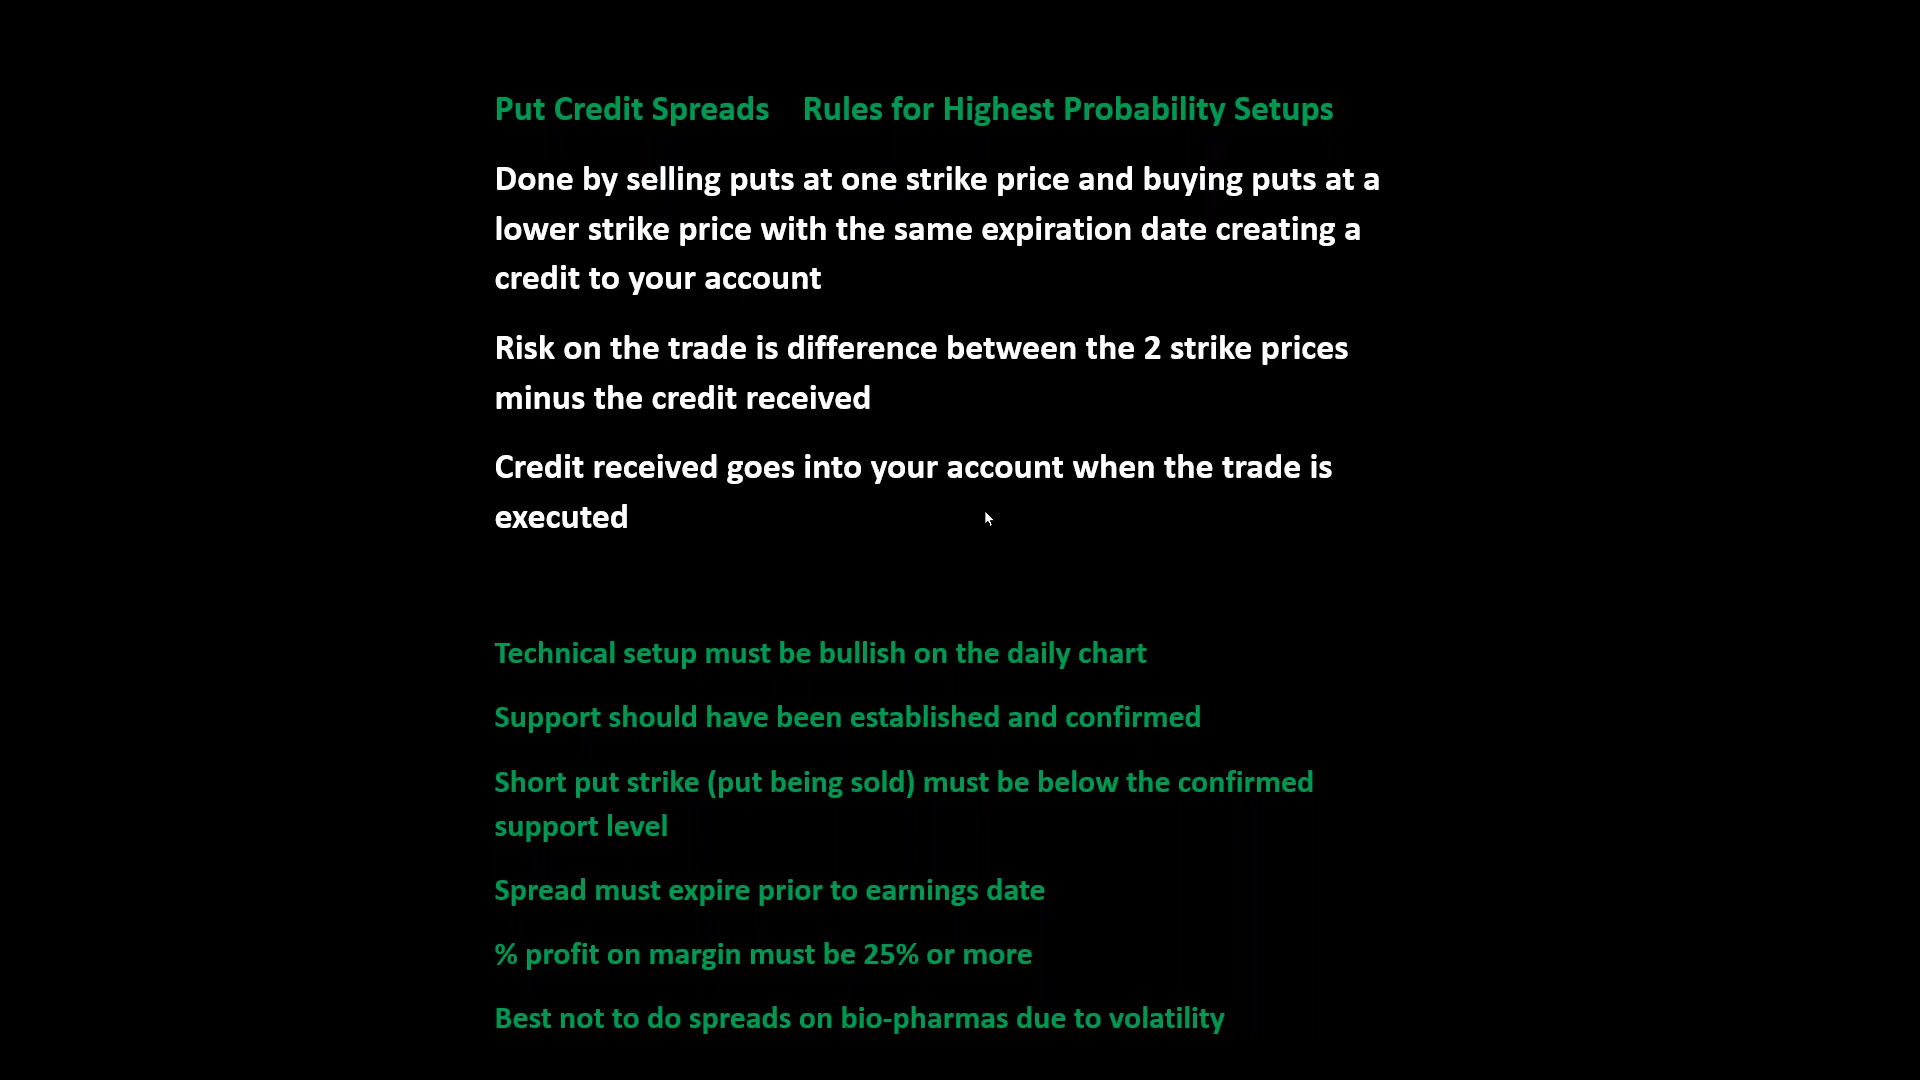 Put Credit Spreads    Rules for Highest Probability Setups
Done by selling puts at one strike price and buying puts at a
lower strike price with the same expiration date creating a
credit to your account
Risk on the trade is difference between the 2 strike prices
minus the credit received
Credit received goes into your account when the trade is
executed
Technical setup must be bullish on the daily chart
Support should have been established and confirmed
Short put strike (put being sold) must be below the confirmed
support level
Spread must expire prior to earnings date
% profit on margin must be 25% or more
Best not to do spreads on bio-pharmas due to volatility